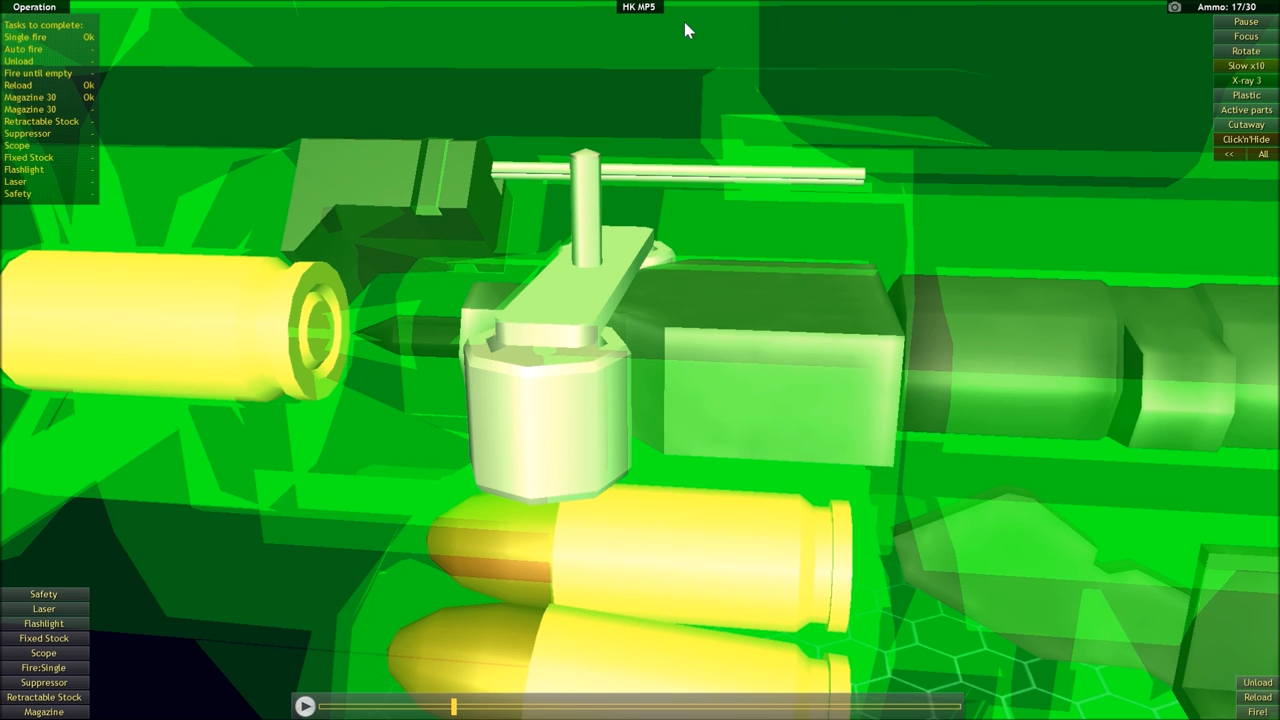 Operation
HK MP5
Ammo: 17/30
Tasks to complete:
Single fire Ok
Auto fire -
Unload -
Fire until empty -
Reload Ok
Magazine 30 Ok
Magazine 30 -
Retractable Stock -
Suppressor -
Scope -
Fixed Stock -
Flashlight -
Laser -
Safety -
Pause
Focus
Rotate
Slow x10
X-ray 3
Plastic
Active parts
Cutaway
Click'n'Hide
<< All
Safety
Laser
Flashlight
Fixed Stock
Scope
Fire:Single
Suppressor
Retractable Stock
Magazine
Unload
Reload
Fire!